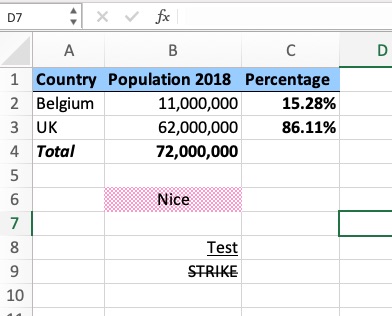 D7 fx
A B C D
1 Country Population 2018 Percentage
2 Belgium 11,000,000 15.28%
3 UK 62,000,000 86.11%
4 Total 72,000,000
5
6 Nice
7
8 Test
9 STRIKE
10